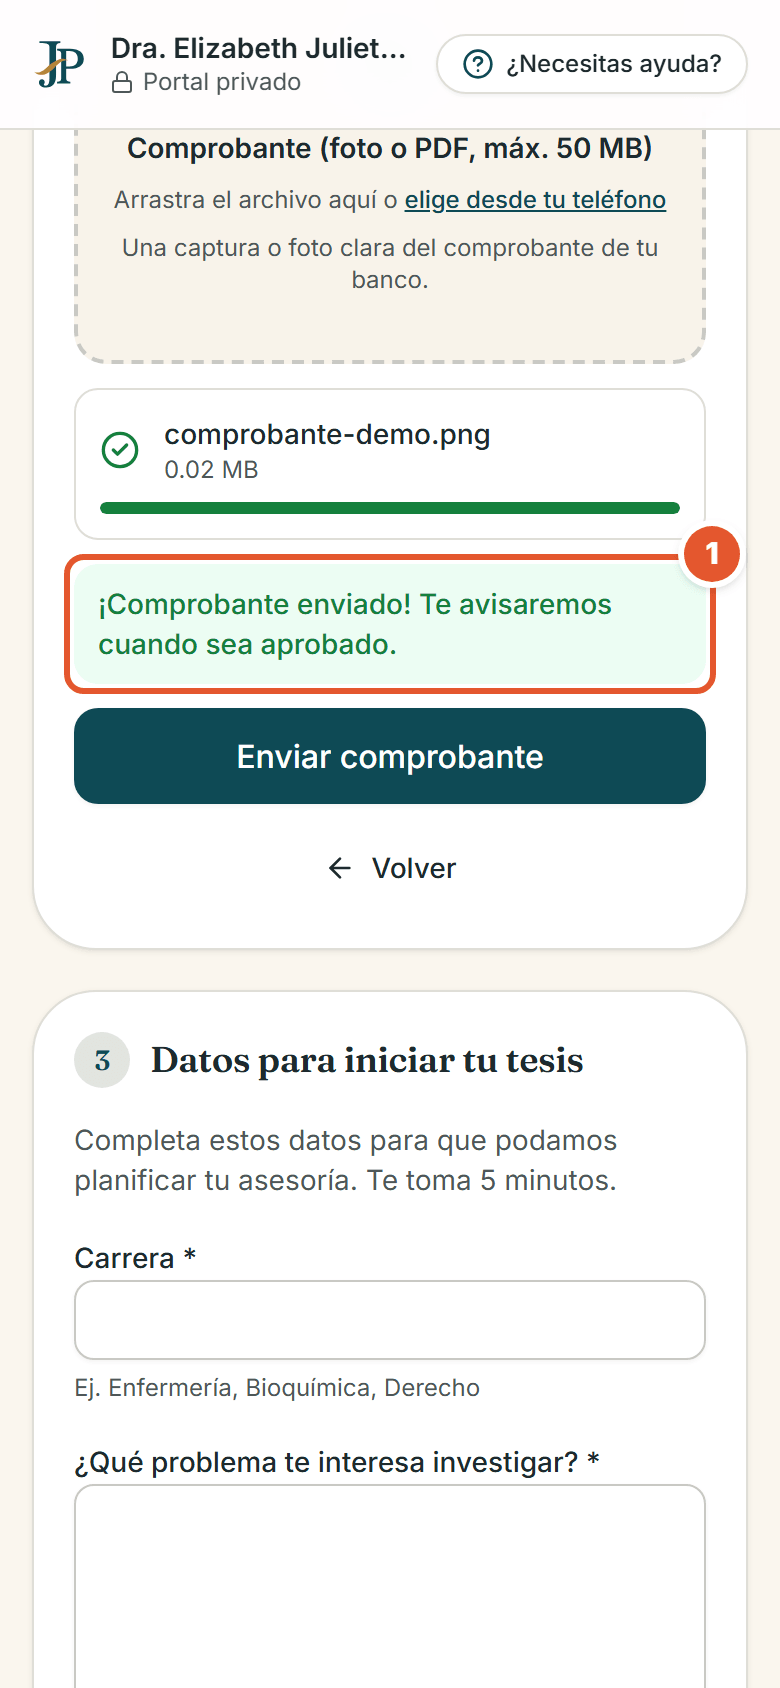 JP
Dra. Elizabeth Juliet...
Portal privado
¿Necesitas ayuda?
Comprobante (foto o PDF, máx. 50 MB)
Arrastra el archivo aquí o elige desde tu teléfono
Una captura o foto clara del comprobante de tu
banco.
comprobante-demo.png
0.02 MB
1
¡Comprobante enviado! Te avisaremos
cuando sea aprobado.
Enviar comprobante
← Volver
3 Datos para iniciar tu tesis
Completa estos datos para que podamos
planificar tu asesoría. Te toma 5 minutos.
Carrera *
Ej. Enfermería, Bioquímica, Derecho
¿Qué problema te interesa investigar? *